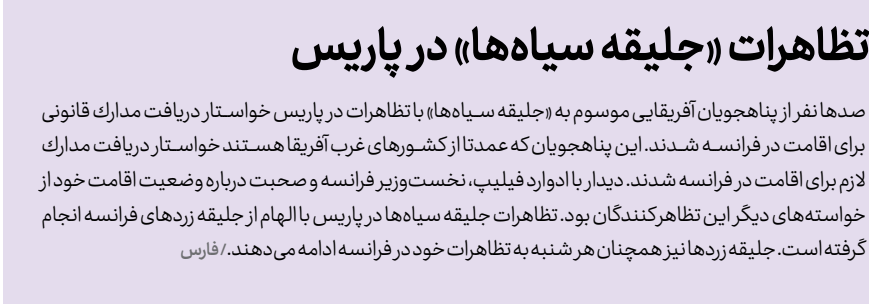 تظاهرات «جلیقه سیاه‌ها» در پاریس
صدها نفر از پناهجویان آفریقایی موسوم به «جلیقه سیاه‌ها» با تظاهرات در پاریس خواستار دریافت مدارك قانونی
برای اقامت در فرانسه شدند. این پناهجویان که عمدتا از کشورهای غرب آفریقا هستند خواستار دریافت مدارك
لازم برای اقامت در فرانسه شدند. دیدار با ادوارد فیلیپ، نخست‌وزیر فرانسه و صحبت درباره وضعیت اقامت خود از
خواسته‌های دیگر این تظاهرکنندگان بود. تظاهرات جلیقه سیاه‌ها در پاریس با الهام از جلیقه زردهای فرانسه انجام
گرفته است. جلیقه زردها نیز همچنان هر شنبه به تظاهرات خود در فرانسه ادامه می‌دهند./فارس